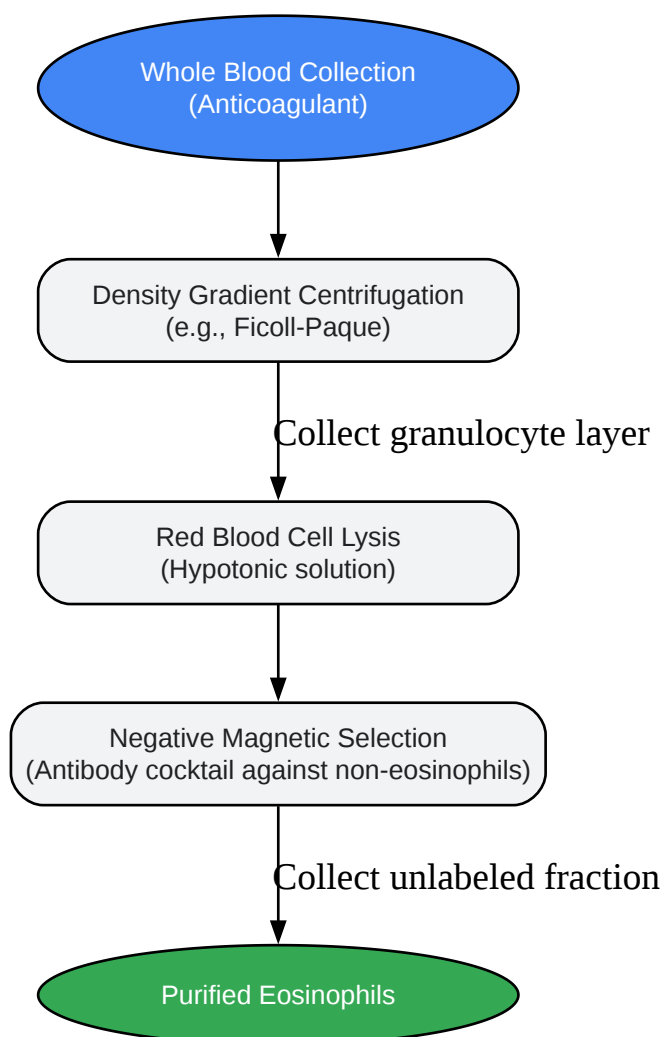 Whole Blood Collection
(Anticoagulant)
Density Gradient Centrifugation
(e.g., Ficoll-Paque)
Collect granulocyte layer
Red Blood Cell Lysis
(Hypotonic solution)
Negative Magnetic Selection
(Antibody cocktail against non-eosinophils)
Collect unlabeled fraction
Purified Eosinophils